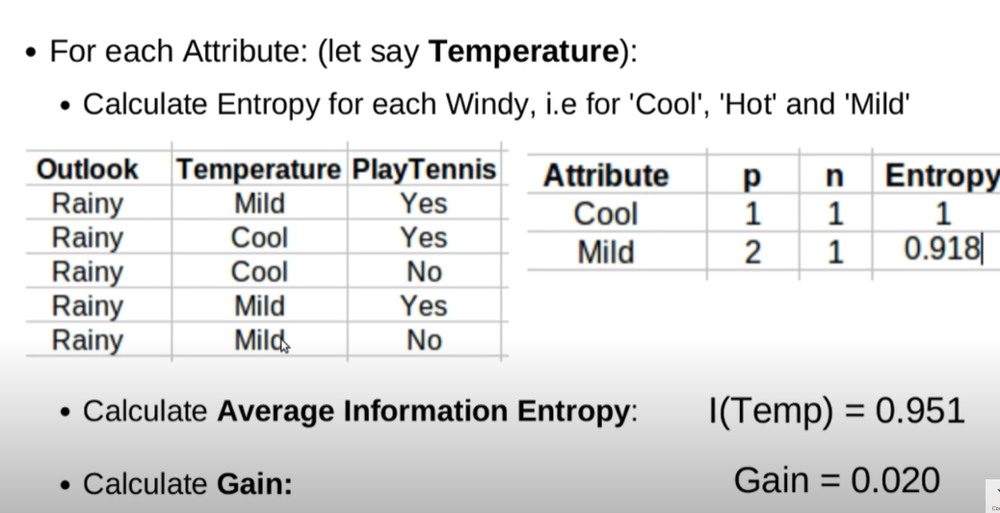 • For each Attribute: (let say Temperature):
• Calculate Entropy for each Windy, i.e for 'Cool', 'Hot' and 'Mild'
Outlook Temperature PlayTennis
Rainy Mild Yes
Rainy Cool Yes
Rainy Cool No
Rainy Mild Yes
Rainy Mild No
Attribute p n Entropy
Cool 1 1 1
Mild 2 1 0.918
• Calculate Average Information Entropy: I(Temp) = 0.951
• Calculate Gain: Gain = 0.020